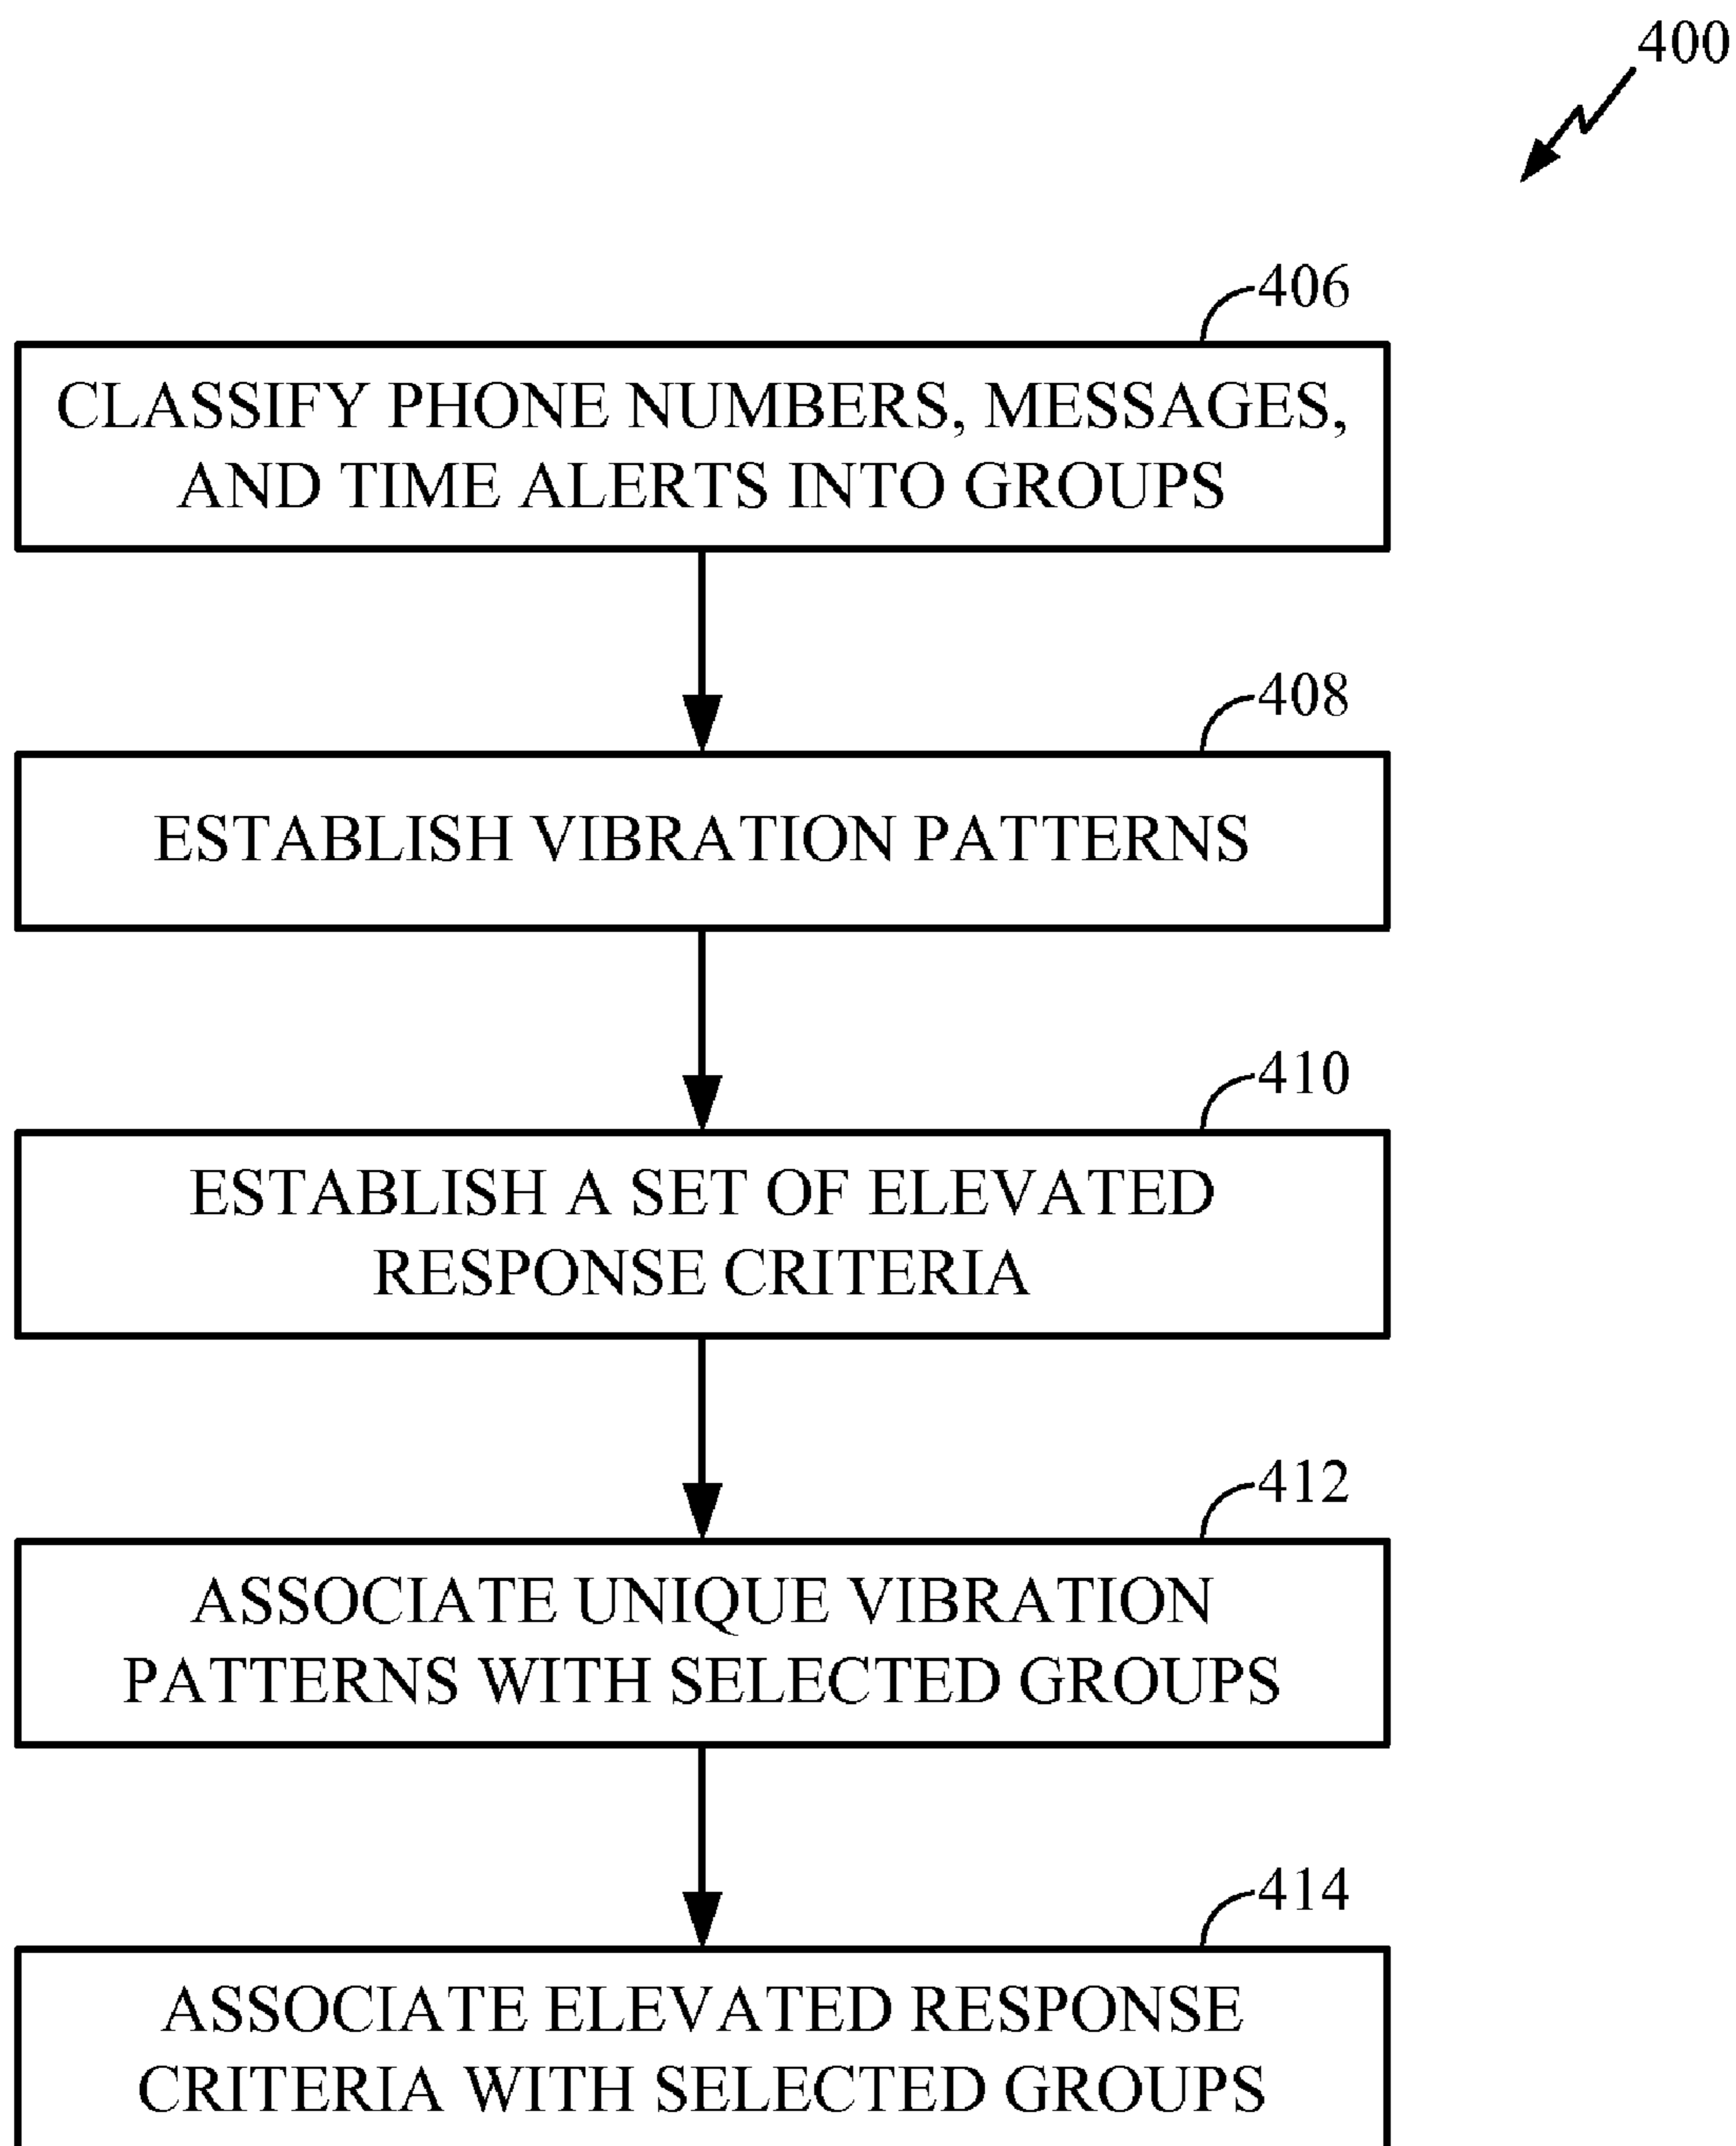 400
406
CLASSIFY PHONE NUMBERS, MESSAGES,
AND TIME ALERTS INTO GROUPS
408
ESTABLISH VIBRATION PATTERNS
410
ESTABLISH A SET OF ELEVATED
RESPONSE CRITERIA
412
ASSOCIATE UNIQUE VIBRATION
PATTERNS WITH SELECTED GROUPS
414
ASSOCIATE ELEVATED RESPONSE
CRITERIA WITH SELECTED GROUPS